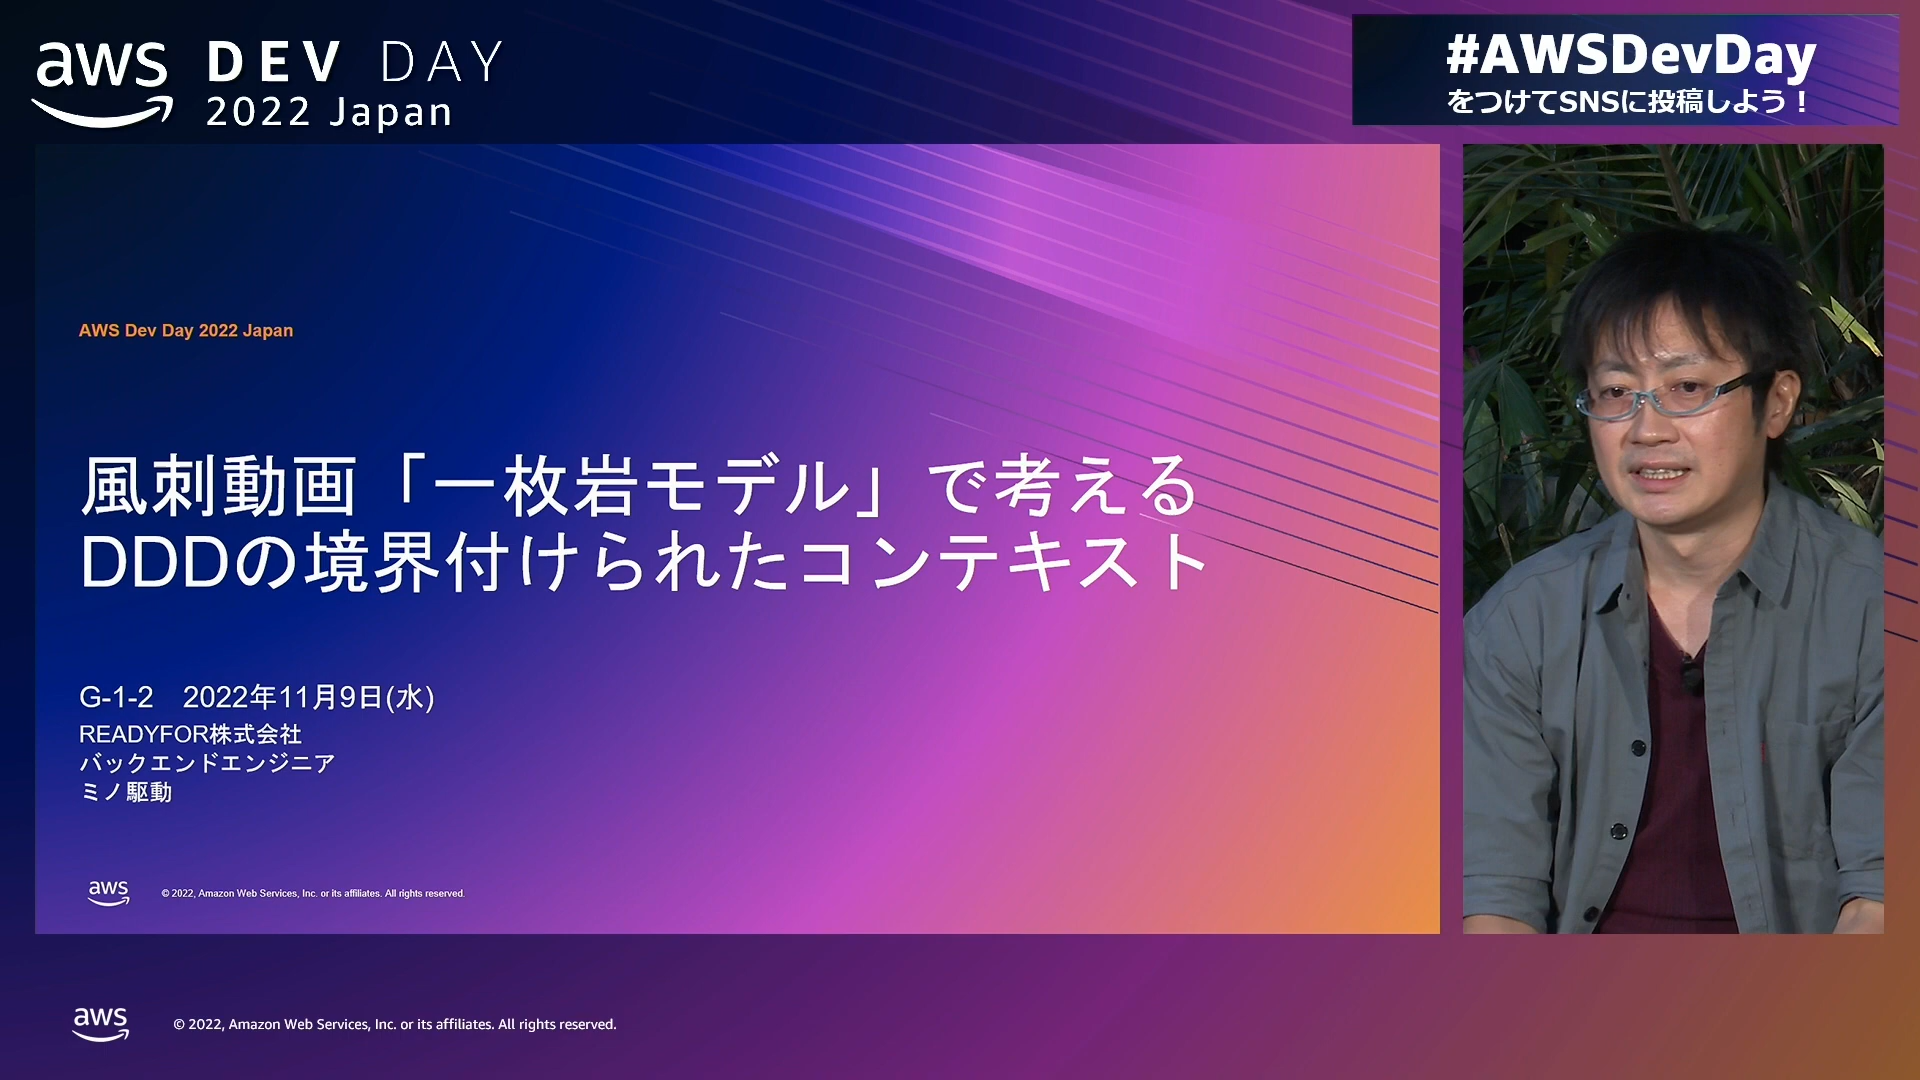 aws DEV DAY
2022 Japan
#AWSDevDay
をつけてSNSに投稿しよう！
AWS Dev Day 2022 Japan
風刺動画「一枚岩モデル」で考える
DDDの境界付けられたコンテキスト
G-1-2　2022年11月9日(水)
READYFOR株式会社
バックエンドエンジニア
ミノ駆動
aws © 2022, Amazon Web Services, Inc. or its affiliates. All rights reserved.
aws © 2022, Amazon Web Services, Inc. or its affiliates. All rights reserved.